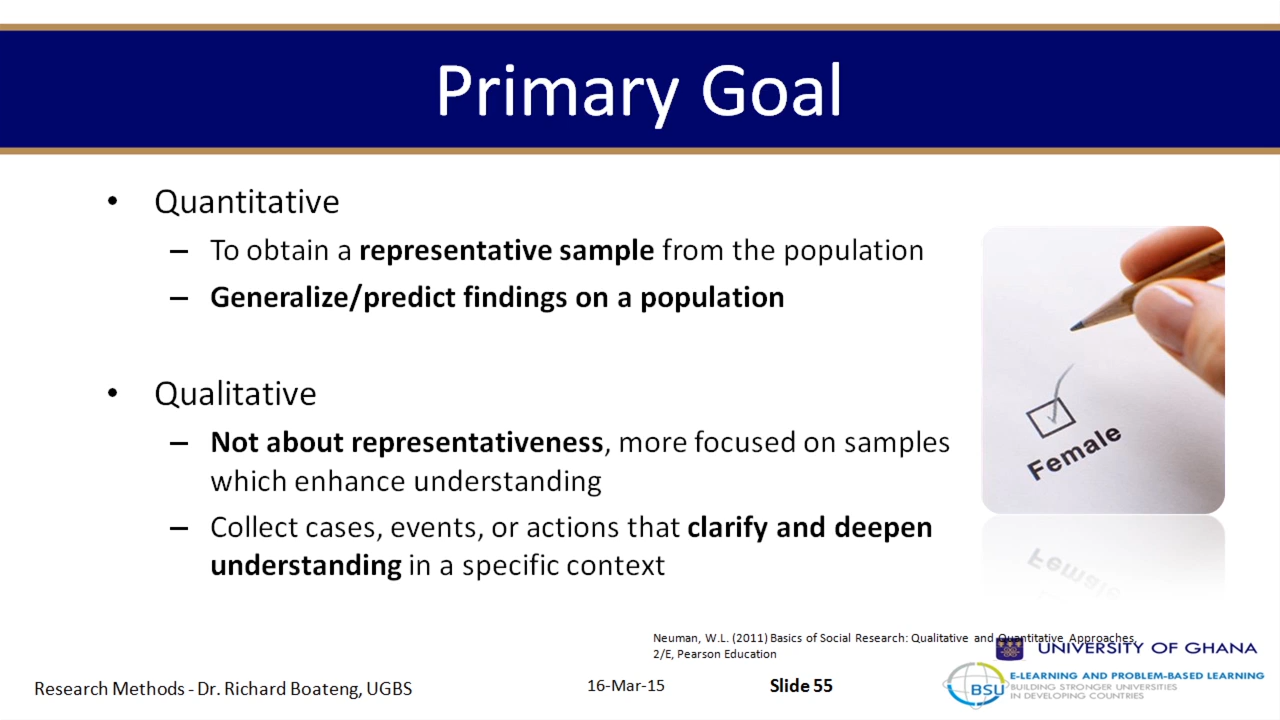 Primary Goal
• Quantitative
– To obtain a representative sample from the population
– Generalize/predict findings on a population
• Qualitative
– Not about representativeness, more focused on samples
which enhance understanding
– Collect cases, events, or actions that clarify and deepen
understanding in a specific context
Female
Female
Neuman, W.L. (2011) Basics of Social Research: Qualitative and Quantitative Approaches,
2/E, Pearson Education
UNIVERSITY OF GHANA
Research Methods - Dr. Richard Boateng, UGBS
16-Mar-15
Slide 55
BSU
E-LEARNING AND PROBLEM-BASED LEARNING
BUILDING STRONGER UNIVERSITIES
IN DEVELOPING COUNTRIES